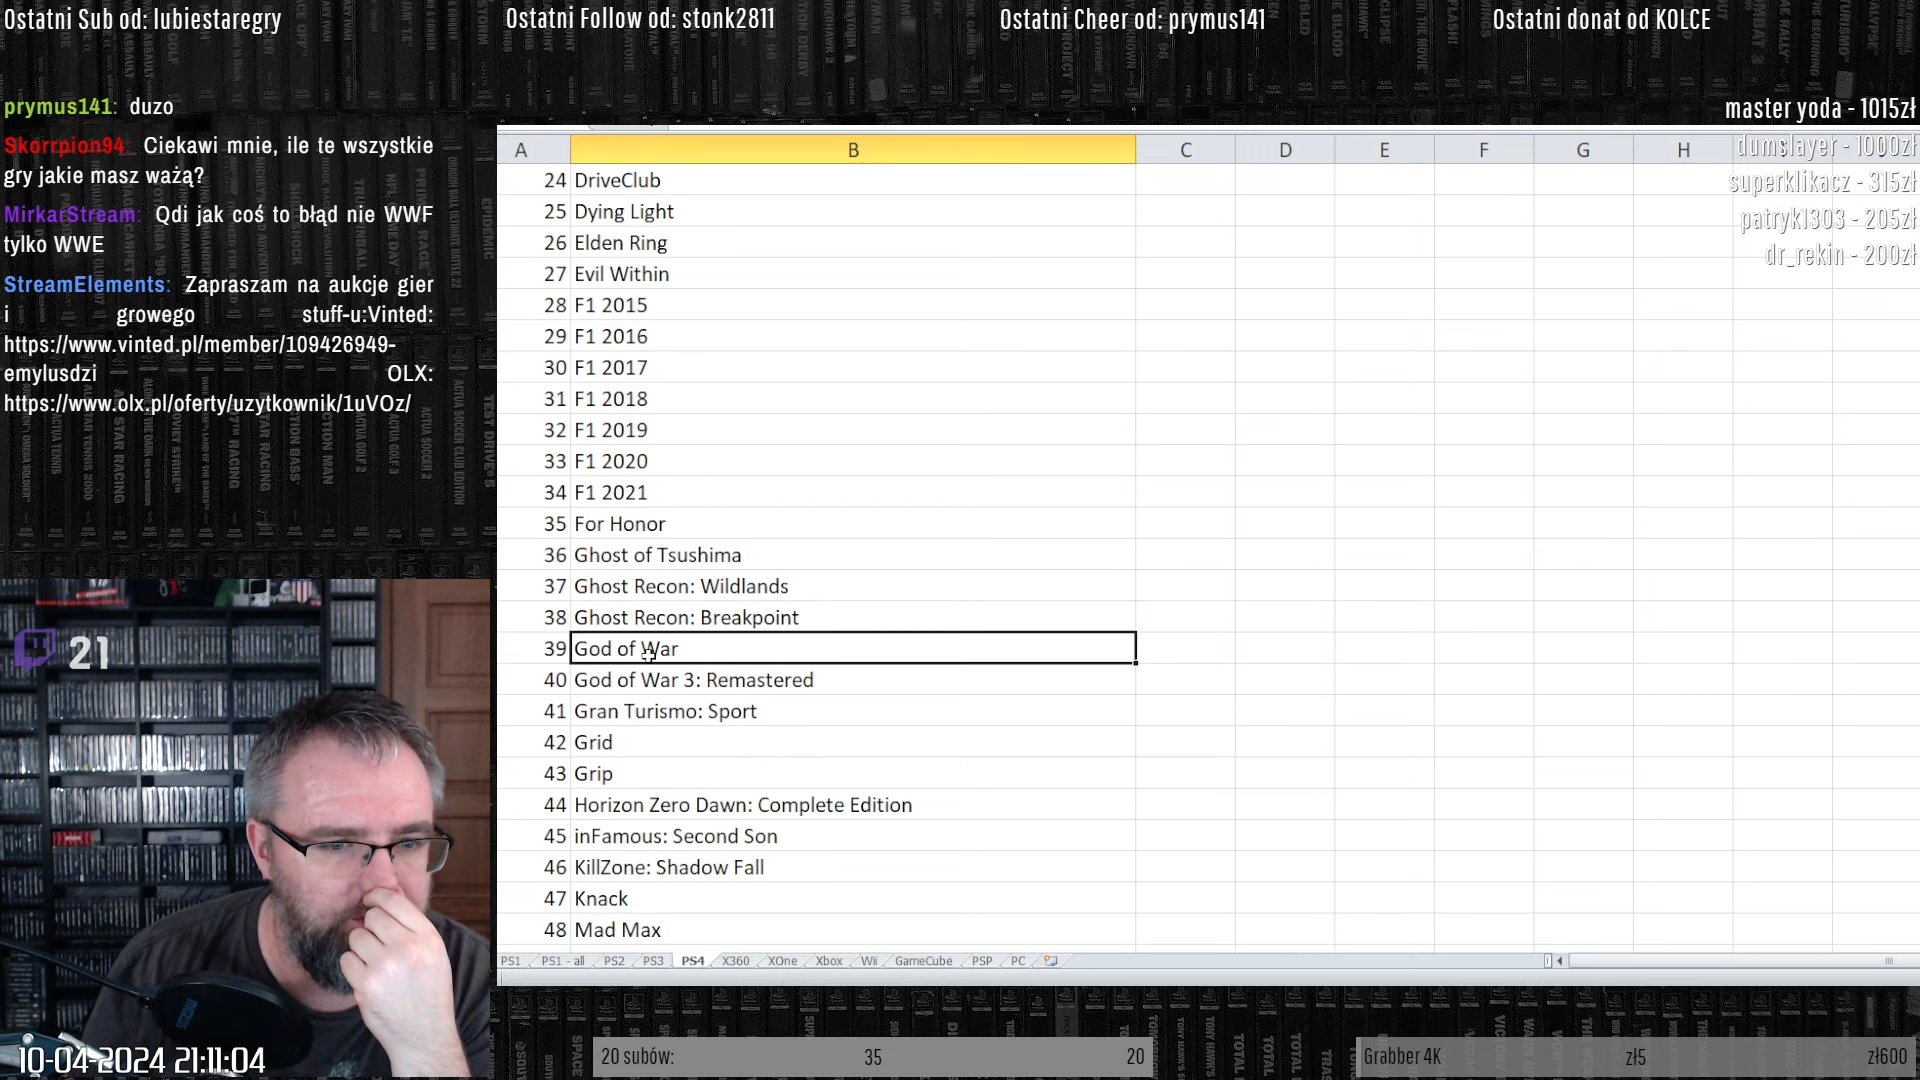 Ostatni Sub od: lubiestaregry
Ostatni Follow od: stonk2811
Ostatni Cheer od: prymus141
Ostatni donat od KOLCE
prymus141: duzo
Skorrpion94: Ciekawi mnie, ile te wszystkie
gry jakie masz ważą?
MirkarStream: Qdi jak coś to błąd nie WWF
tylko WWE
StreamElements: Zapraszam na aukcje gier
i growego stuff-u:Vinted:
https://www.vinted.pl/member/109426949-
emylusdzi OLX:
https://www.olx.pl/oferty/uzytkownik/1uVOz/
master yoda - 1015zł
dumslayer - 1000zł
superklikacz - 315zł
patryk1303 - 205zł
dr_rekin - 200zł
A B C D E F G H
24 DriveClub
25 Dying Light
26 Elden Ring
27 Evil Within
28 F1 2015
29 F1 2016
30 F1 2017
31 F1 2018
32 F1 2019
33 F1 2020
34 F1 2021
35 For Honor
36 Ghost of Tsushima
37 Ghost Recon: Wildlands
38 Ghost Recon: Breakpoint
39 God of War
40 God of War 3: Remastered
41 Gran Turismo: Sport
42 Grid
43 Grip
44 Horizon Zero Dawn: Complete Edition
45 inFamous: Second Son
46 KillZone: Shadow Fall
47 Knack
48 Mad Max
PS1 PS1 - all PS2 PS3 PS4 X360 XOne Xbox Wii GameCube PSP PC
21
10-04-2024 21:11:04
20 subów: 35 20
Grabber 4K zł5 zł600